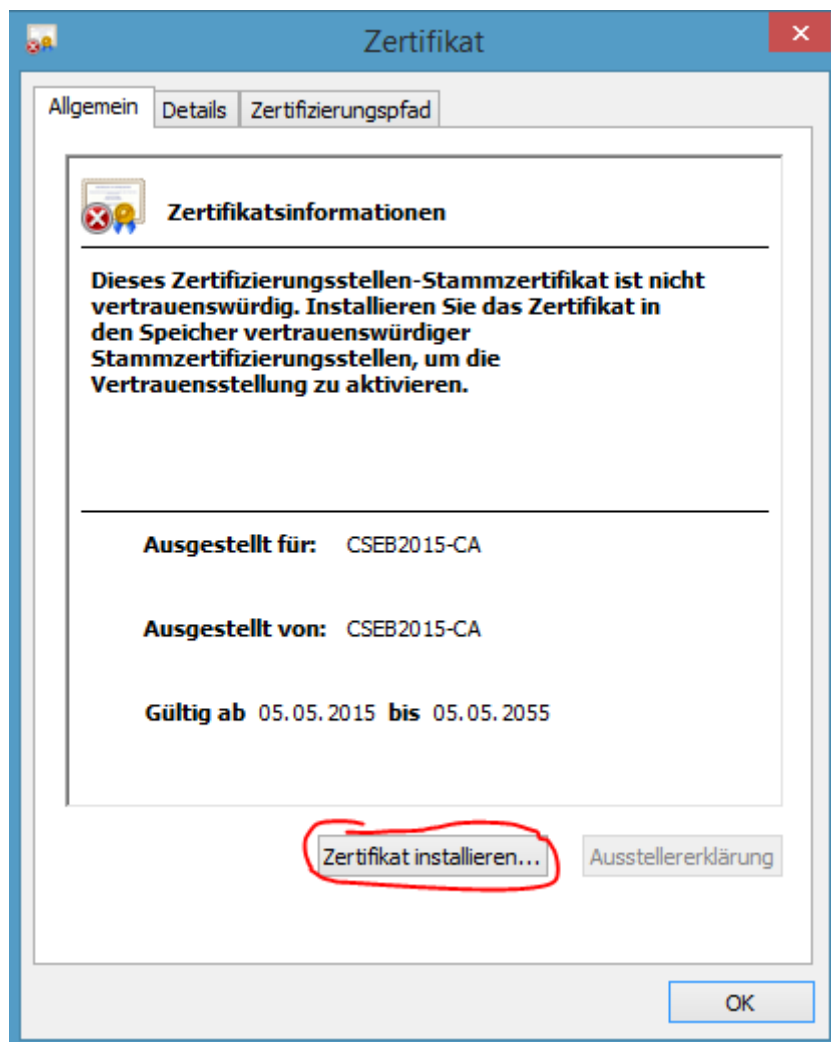 Zertifikat
Allgemein Details Zertifizierungspfad
Zertifikatsinformationen
Dieses Zertifizierungsstellen-Stammzertifikat ist nicht
vertrauenswürdig. Installieren Sie das Zertifikat in
den Speicher vertrauenswürdiger
Stammzertifizierungsstellen, um die
Vertrauensstellung zu aktivieren.
Ausgestellt für: CSEB2015-CA
Ausgestellt von: CSEB2015-CA
Gültig ab 05.05.2015 bis 05.05.2055
Zertifikat installieren... Ausstellererklärung
OK